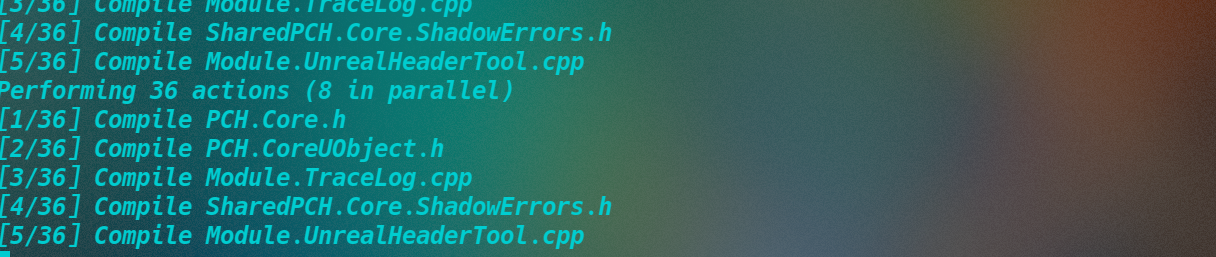 [3/36] Compile Module.TraceLog.cpp
[4/36] Compile SharedPCH.Core.ShadowErrors.h
[5/36] Compile Module.UnrealHeaderTool.cpp
Performing 36 actions (8 in parallel)
[1/36] Compile PCH.Core.h
[2/36] Compile PCH.CoreUObject.h
[3/36] Compile Module.TraceLog.cpp
[4/36] Compile SharedPCH.Core.ShadowErrors.h
[5/36] Compile Module.UnrealHeaderTool.cpp